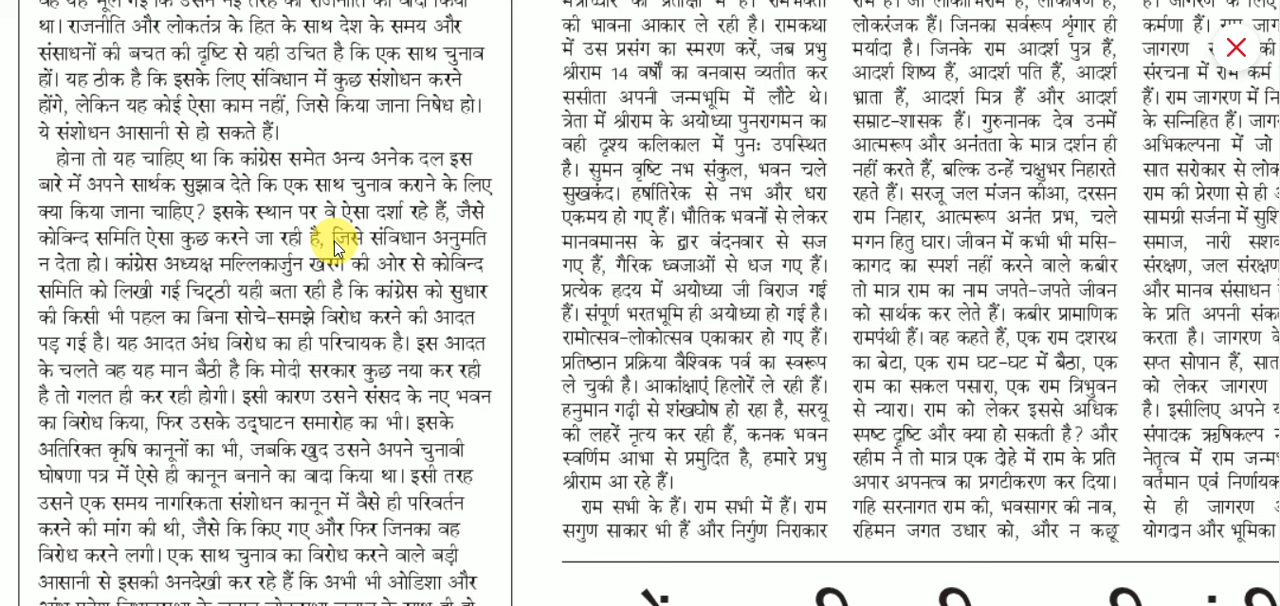 था। राजनीति और लोकतंत्र के हित के साथ देश के समय और
संसाधनों की बचत की दृष्टि से यही उचित है कि एक साथ चुनाव
हों। यह ठीक है कि इसके लिए संविधान में कुछ संशोधन करने
होंगे, लेकिन यह कोई ऐसा काम नहीं, जिसे किया जाना निषेध हो।
ये संशोधन आसानी से हो सकते हैं।
होना तो यह चाहिए था कि कांग्रेस समेत अन्य अनेक दल इस
बारे में अपने सार्थक सुझाव देते कि एक साथ चुनाव कराने के लिए
क्या किया जाना चाहिए? इसके स्थान पर वे ऐसा दर्शा रहे हैं, जैसे
कोविन्द समिति ऐसा कुछ करने जा रही है, जिसे संविधान अनुमति
न देता हो। कांग्रेस अध्यक्ष मल्लिकार्जुन खरगे की ओर से कोविन्द
समिति को लिखी गई चिट्ठी यही बता रही है कि कांग्रेस को सुधार
की किसी भी पहल का बिना सोचे-समझे विरोध करने की आदत
पड़ गई है। यह आदत अंध विरोध का ही परिचायक है। इस आदत
के चलते वह यह मान बैठी है कि मोदी सरकार कुछ नया कर रही
है तो गलत ही कर रही होगी। इसी कारण उसने संसद के नए भवन
का विरोध किया, फिर उसके उद्घाटन समारोह का भी। इसके
अतिरिक्त कृषि कानूनों का भी, जबकि खुद उसने अपने चुनावी
घोषणा पत्र में ऐसे ही कानून बनाने का वादा किया था। इसी तरह
उसने एक समय नागरिकता संशोधन कानून में वैसे ही परिवर्तन
करने की मांग की थी, जैसे कि किए गए और फिर जिनका वह
विरोध करने लगी। एक साथ चुनाव का विरोध करने वाले बड़ी
आसानी से इसकी अनदेखी कर रहे हैं कि अभी भी ओडिशा और
की भावना आकार ले रही है। रामकथा
में उस प्रसंग का स्मरण करें, जब प्रभु
श्रीराम 14 वर्षों का वनवास व्यतीत कर
ससीता अपनी जन्मभूमि में लौटे थे।
त्रेता में श्रीराम के अयोध्या पुनरागमन का
वही दृश्य कलिकाल में पुनः उपस्थित
है। सुमन वृष्टि नभ संकुल, भवन चले
सुखकंद। हर्षातिरेक से नभ और धरा
एकमय हो गए हैं। भौतिक भवनों से लेकर
मानवमानस के द्वार वंदनवार से सज
गए हैं, गैरिक ध्वजाओं से धज गए हैं।
प्रत्येक हृदय में अयोध्या जी विराज गई
हैं। संपूर्ण भरतभूमि ही अयोध्या हो गई है।
रामोत्सव-लोकोत्सव एकाकार हो गए हैं।
प्रतिष्ठान प्रक्रिया वैश्विक पर्व का स्वरूप
ले चुकी है। आकांक्षाएं हिलोरें ले रही हैं।
हनुमान गढ़ी से शंखघोष हो रहा है, सरयू
की लहरें नृत्य कर रही हैं, कनक भवन
स्वर्णिम आभा से प्रमुदित है, हमारे प्रभु
श्रीराम आ रहे हैं।
राम सभी के हैं। राम सभी में हैं। राम
सगुण साकार भी हैं और निर्गुण निराकार
लोकरंजक हैं। जिनका सर्वरूप श्रृंगार ही
मर्यादा है। जिनके राम आदर्श पुत्र हैं,
आदर्श शिष्य हैं, आदर्श पति हैं, आदर्श
भ्राता हैं, आदर्श मित्र हैं और आदर्श
सम्राट-शासक हैं। गुरुनानक देव उनमें
आत्मरूप और अनंतता के मात्र दर्शन ही
नहीं करते हैं, बल्कि उन्हें चक्षुभर निहारते
रहते हैं। सरजू जल मंजन कीआ, दरसन
राम निहार, आत्मरूप अनंत प्रभ, चले
मगन हितु घार। जीवन में कभी भी मसि-
कागद का स्पर्श नहीं करने वाले कबीर
तो मात्र राम का नाम जपते-जपते जीवन
को सार्थक कर लेते हैं। कबीर प्रामाणिक
रामपंथी हैं। वह कहते हैं, एक राम दशरथ
का बेटा, एक राम घट-घट में बैठा, एक
राम का सकल पसारा, एक राम त्रिभुवन
से न्यारा। राम को लेकर इससे अधिक
स्पष्ट दृष्टि और क्या हो सकती है? और
रहीम ने तो मात्र एक दोहे में राम के प्रति
अपार अपनत्व का प्रगटीकरण कर दिया।
गहि सरनागत राम की, भवसागर की नाव,
रहिमन जगत उधार को, और न कछू
कर्मणा हैं। जाग
जागरण की
संरचना में राम कर्म
हैं। राम जागरण में नि
के सन्निहित हैं। जाग
अभिकल्पना में जो
सात सरोकार से लोक
राम की प्रेरणा से ही
सामग्री सर्जना में सुशि
समाज, नारी सश
संरक्षण, जल संरक्षण
और मानव संसाधन
के प्रति अपनी संक
करता है। जागरण
सप्त सोपान हैं, सात
को लेकर जागरण
है। इसीलिए अपने
संपादक ऋषिकल्प
नेतृत्व में राम जन्म
वर्तमान एवं निर्णायक
से ही जागरण
योगदान और भूमिका